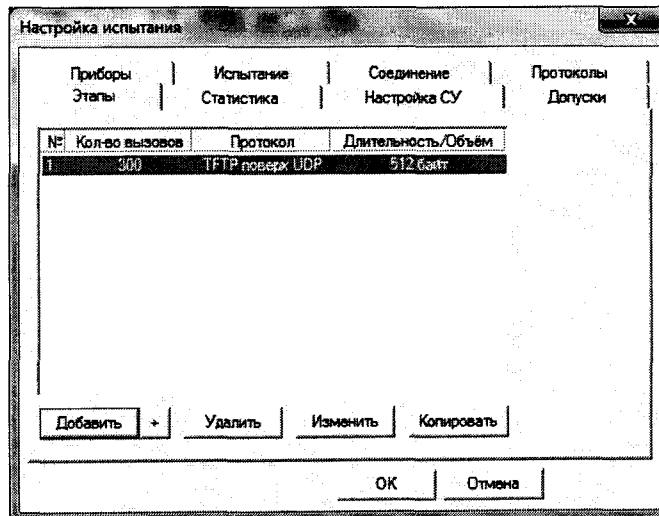 Настройка испытания
X
Приборы Испытание Соединение Протоколы
Этапы Статистика Настройка СУ Допуски
№ Кол-во вызовов Протокол Длительность/Объём
1 300 TFTP поверх UDP 512 байт
Добавить + Удалить Изменить Копировать
OK Отмена